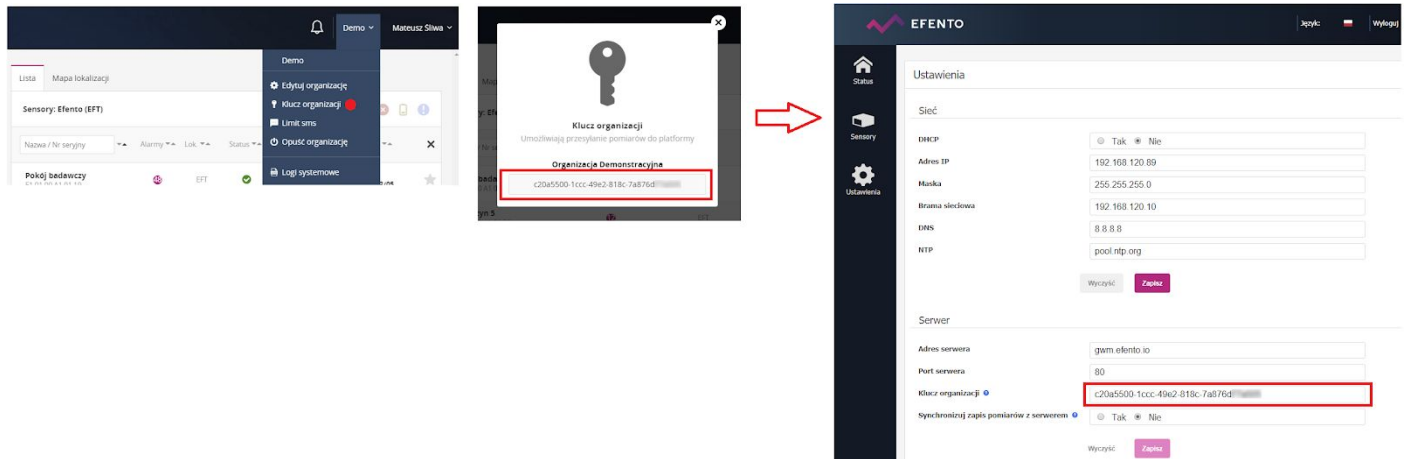 Demo
Mateusz Śliwa
Demo
Edytuj organizację
Klucz organizacji
Limit sms
Opuść organizację
Logi systemowe
Lista Mapa lokalizacji
Sensory: Efento (EFT)
Nazwa / Nr seryjny Alarmy Lok. Status
Pokój badawczy
48 EFT
Klucz organizacji
Umożliwiają przesyłanie pomiarów do platformy
Organizacja Demonstracyjna
c20a5500-1ccc-49e2-818c-7a876d
EFENTO
Język: Wyloguj
Status
Sensory
Ustawienia
Ustawienia
Sieć
DHCP Tak Nie
Adres IP 192.168.120.89
Maska 255.255.255.0
Brama sieciowa 192.168.120.10
DNS 8.8.8.8
NTP pool.ntp.org
Wyczyść Zapisz
Serwer
Adres serwera gwm.efento.io
Port serwera 80
Klucz organizacji c20a5500-1ccc-49e2-818c-7a876d
Synchronizuj zapis pomiarów z serwerem Tak Nie
Wyczyść Zapisz